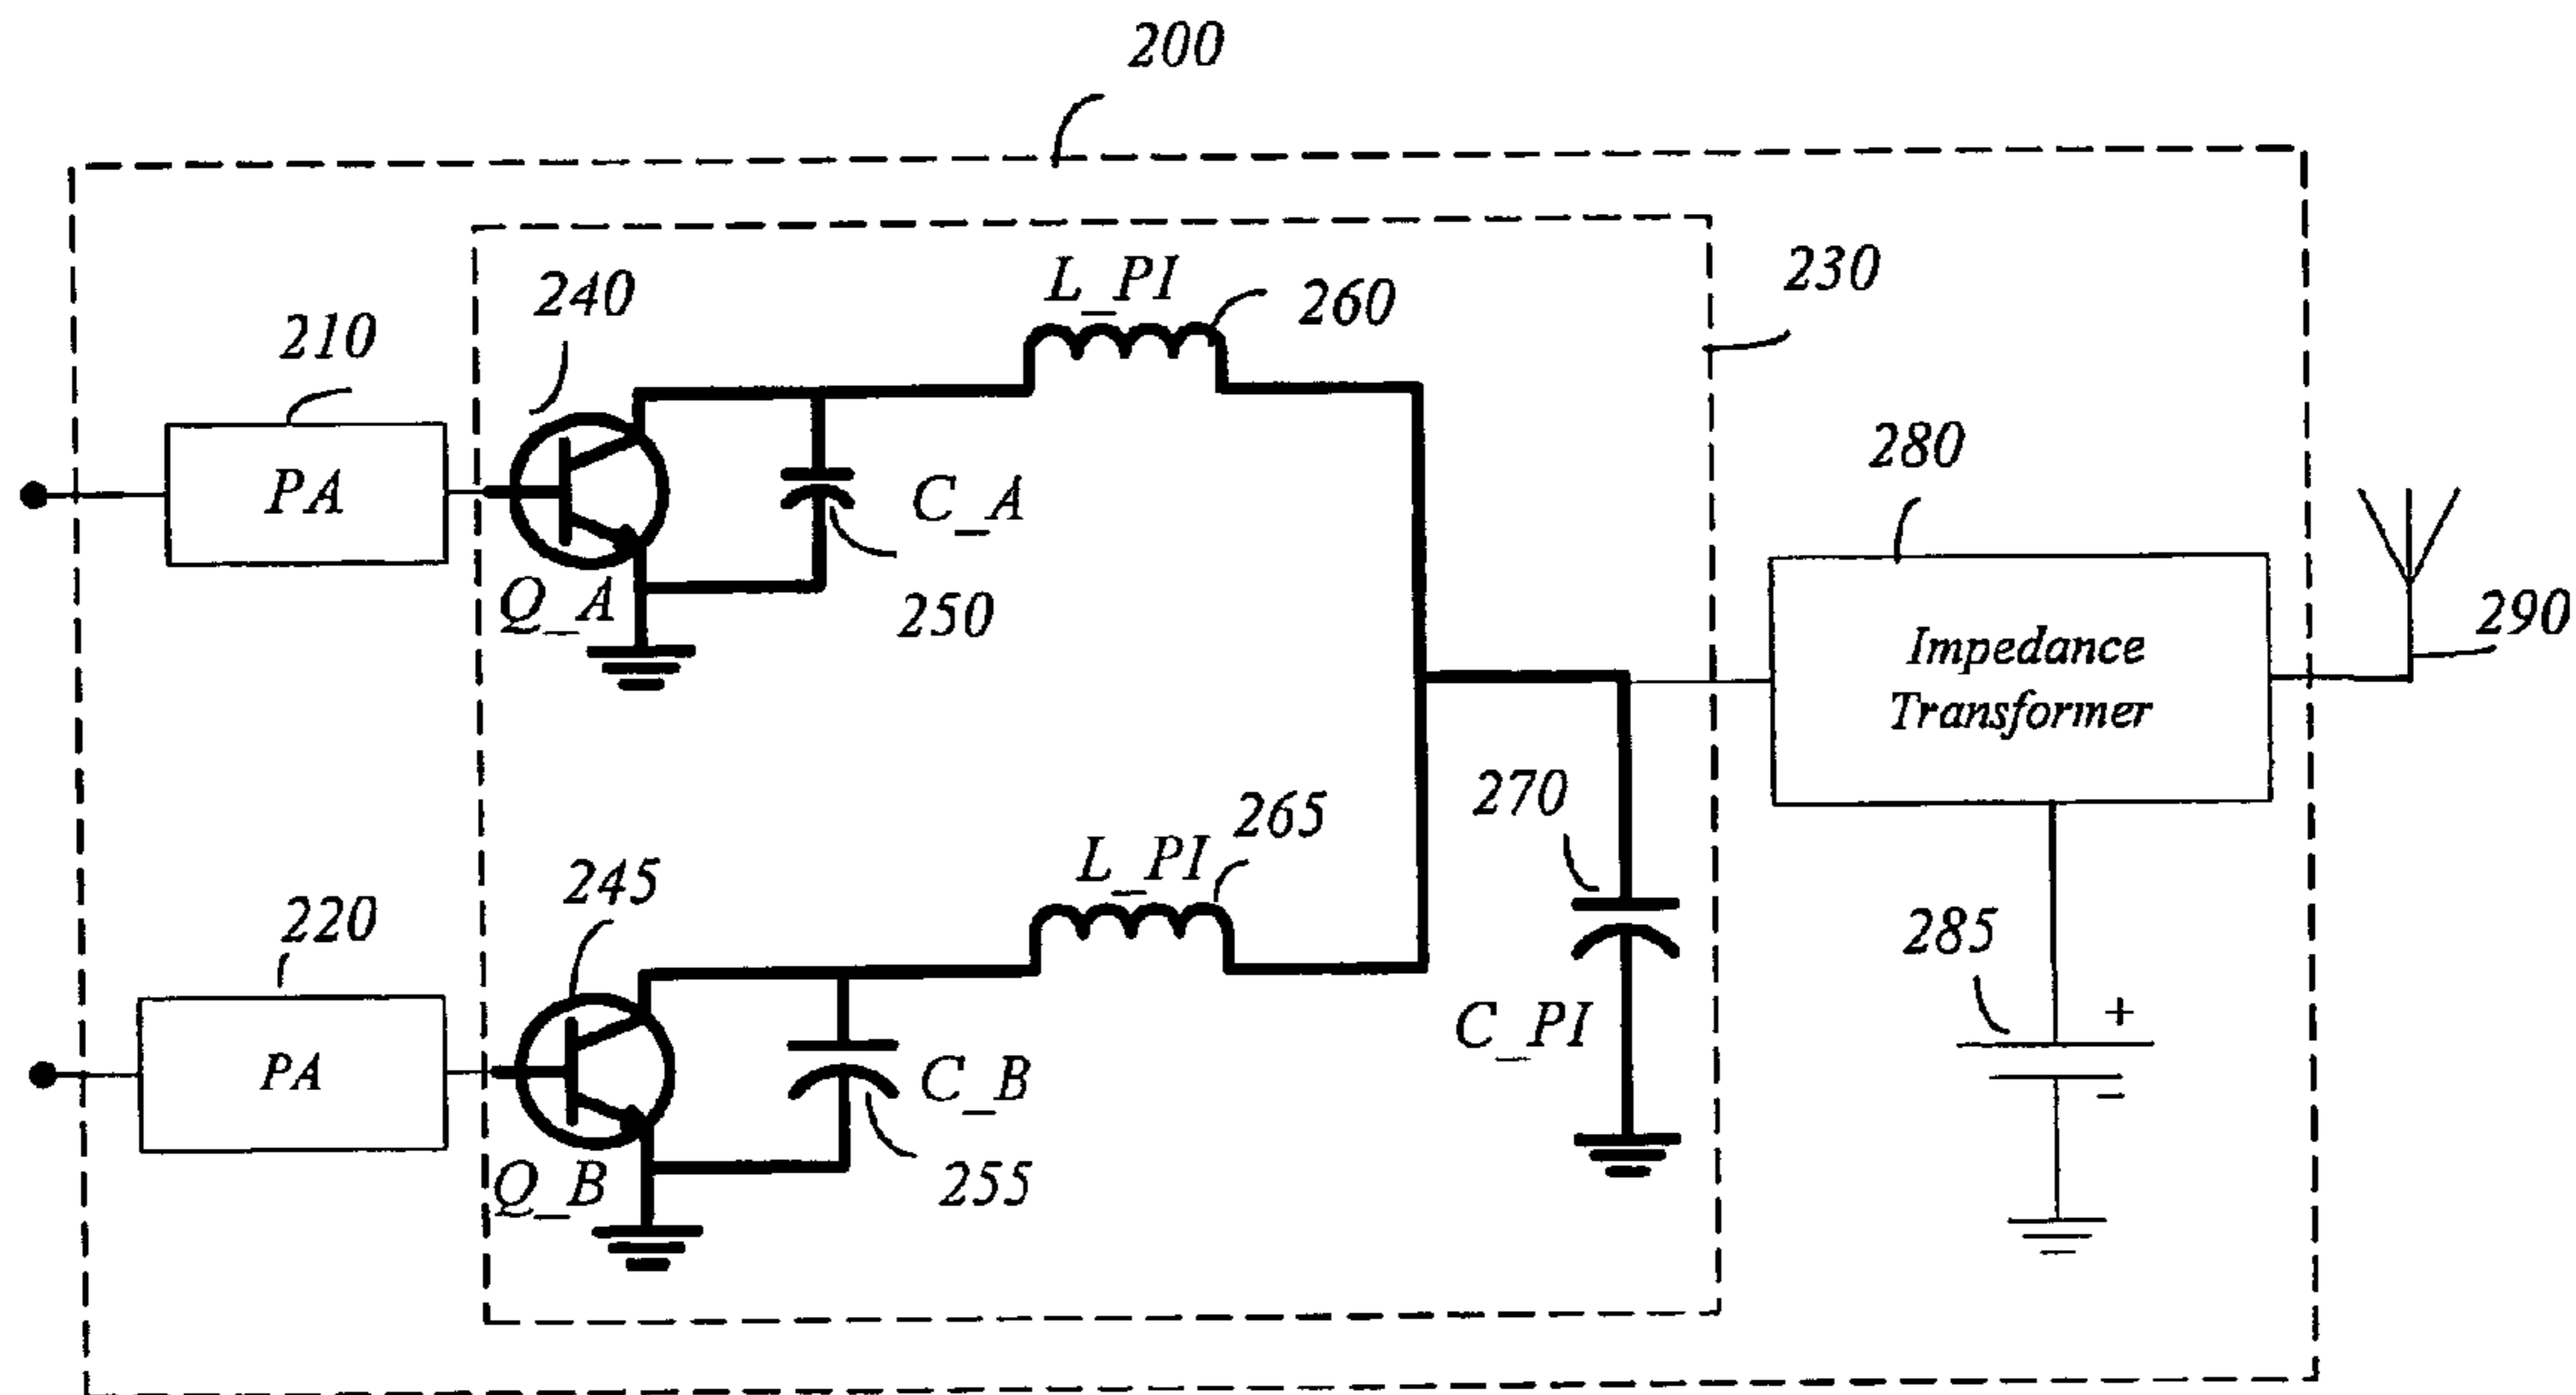 200
230
240
L_PI
260
210
PA
C_A
Q_A
250
280
Impedance
Transformer
290
270
L_PI
265
245
220
PA
285
+
-
C_PI
C_B
Q_B
255